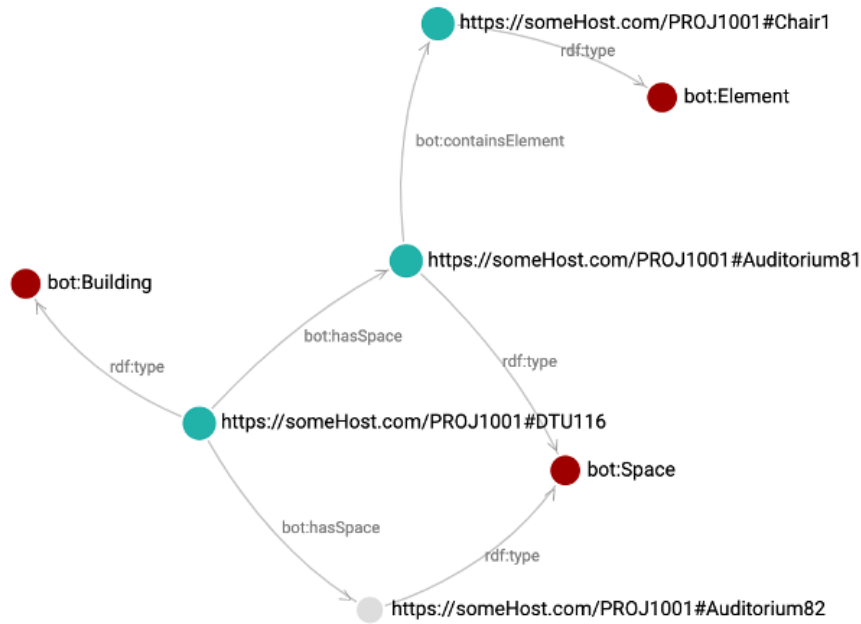 https://someHost.com/PROJ1001#Chair1
rdf:type
bot:Element
bot:containsElement
https://someHost.com/PROJ1001#Auditorium81
bot:Building
bot:hasSpace
rdf:type
rdf:type
https://someHost.com/PROJ1001#DTU116
bot:Space
bot:hasSpace
rdf:type
https://someHost.com/PROJ1001#Auditorium82